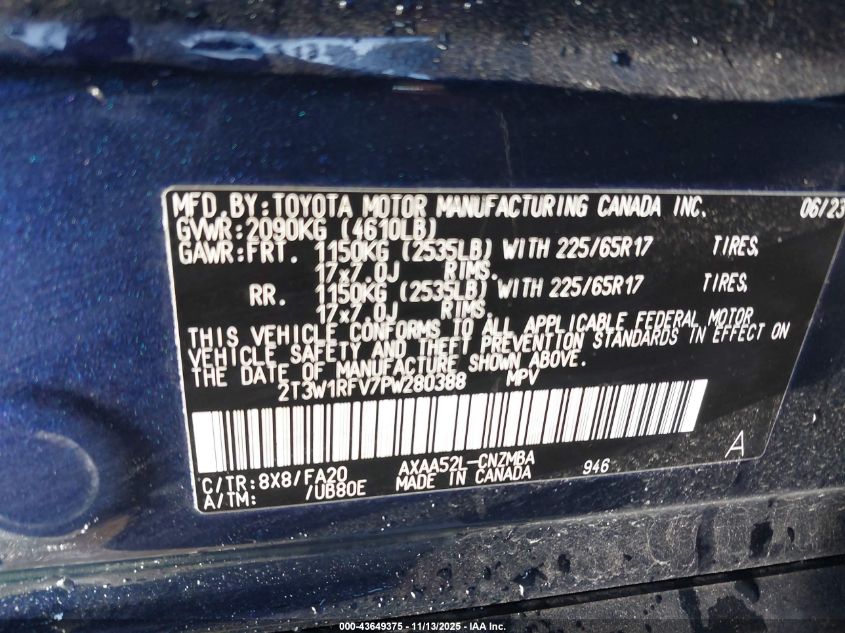 MFD. BY: TOYOTA MOTOR MANUFACTURING CANADA INC. 06/23
GVWR: 2090KG (4610LB)
GAWR: FRT. 1150KG (2535LB) WITH 225/65R17 TIRES,
17x7.0J RIMS.
RR. 1150KG (2535LB) WITH 225/65R17 TIRES,
17x7.0J RIMS.
THIS VEHICLE CONFORMS TO ALL APPLICABLE FEDERAL MOTOR
VEHICLE SAFETY AND THEFT PREVENTION STANDARDS IN EFFECT ON
THE DATE OF MANUFACTURE SHOWN ABOVE.
2T3W1RFV7PW280388 MPV
A
C/TR: 8X8/FA20 AXAA52L-CNZMBA 946
A/TM: /UB80E MADE IN CANADA
000-43649375 - 11/13/2025 - IAA Inc.